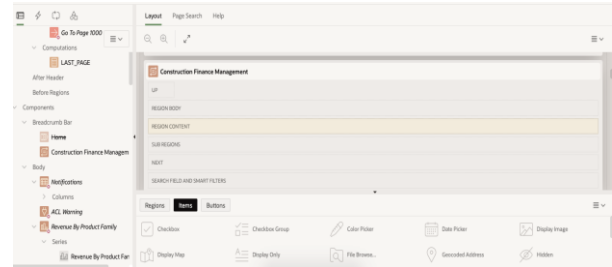 Layout Page Search Help
Go To Page 1000
Computations
LAST_PAGE
After Header
Before Regions
Components
Breadcrumb Bar
Home
Construction Finance Managem
Body
Notifications
Columns
ACL Warning
Revenue By Product Family
Series
Revenue By Product Far
Construction Finance Management
UP
REGION BODY
REGION CONTENT
SUB REGIONS
NEXT
SEARCH FIELD AND SMART FILTERS
Regions Items Buttons
Checkbox Checkbox Group Color Picker Date Picker Display Image
Display Map Display Only File Browse... Geocoded Address Hidden